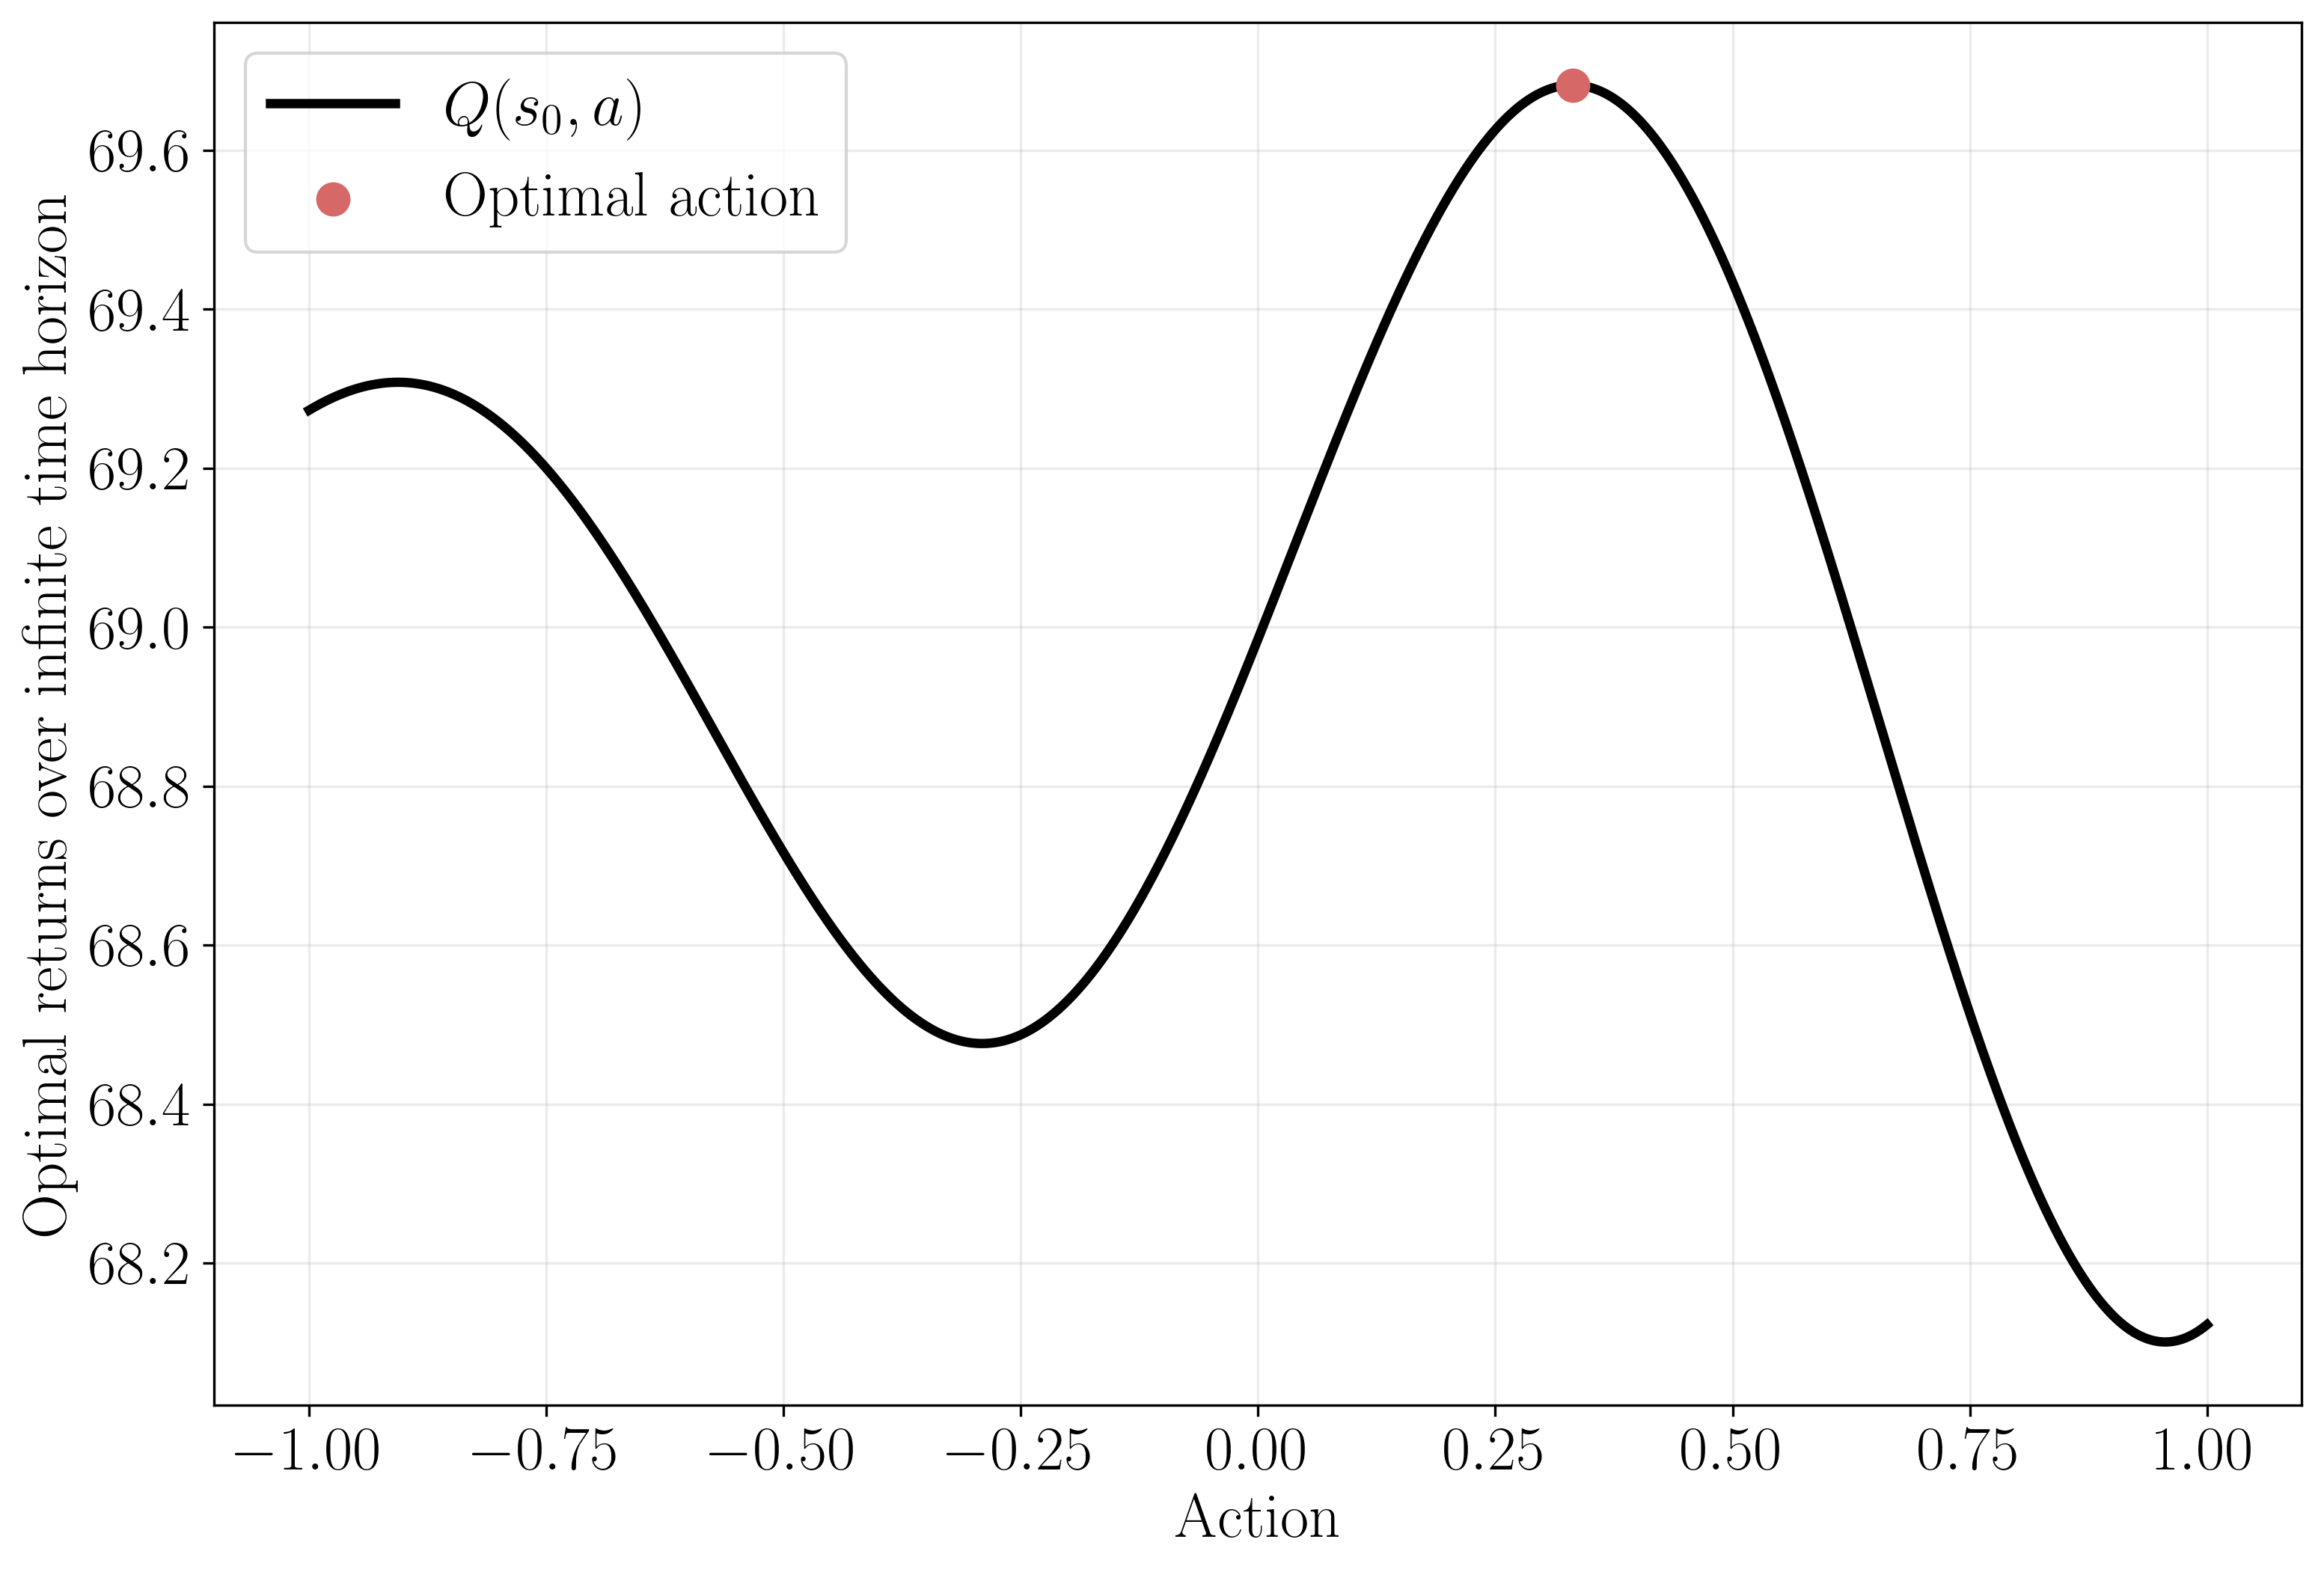 Q(s₀, a)
Optimal action
Optimal returns over infinite time horizon
69.6
69.4
69.2
69.0
68.8
68.6
68.4
68.2
−1.00 −0.75 −0.50 −0.25 0.00 0.25 0.50 0.75 1.00
Action